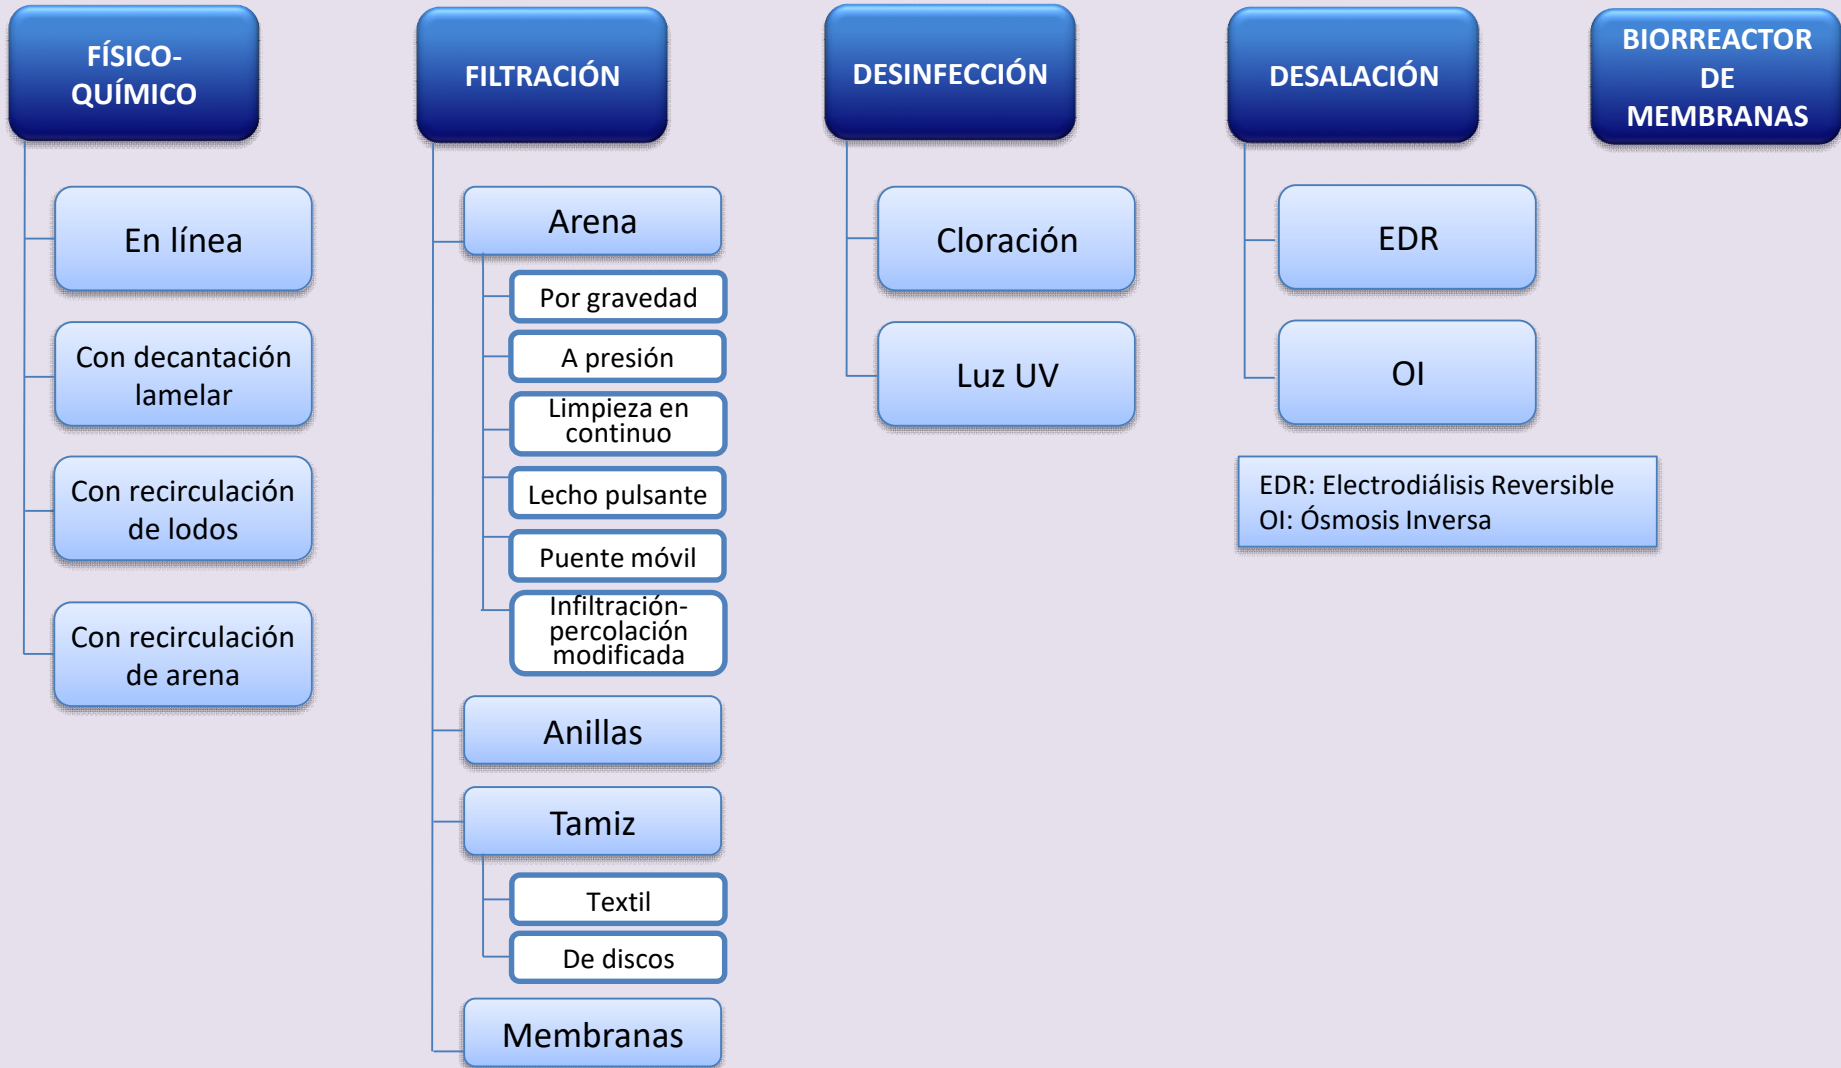 FÍSICO-
QUÍMICO
En línea
Con decantación
lamelar
Con recirculación
de lodos
Con recirculación
de arena
FILTRACIÓN
Arena
Por gravedad
A presión
Limpieza en
continuo
Lecho pulsante
Puente móvil
Infiltración-
percolación
modificada
Anillas
Tamiz
Textil
De discos
Membranas
DESINFECCIÓN
Cloración
Luz UV
DESALACIÓN
EDR
OI
EDR: Electrodiálisis Reversible
OI: Ósmosis Inversa
BIORREACTOR
DE
MEMBRANAS